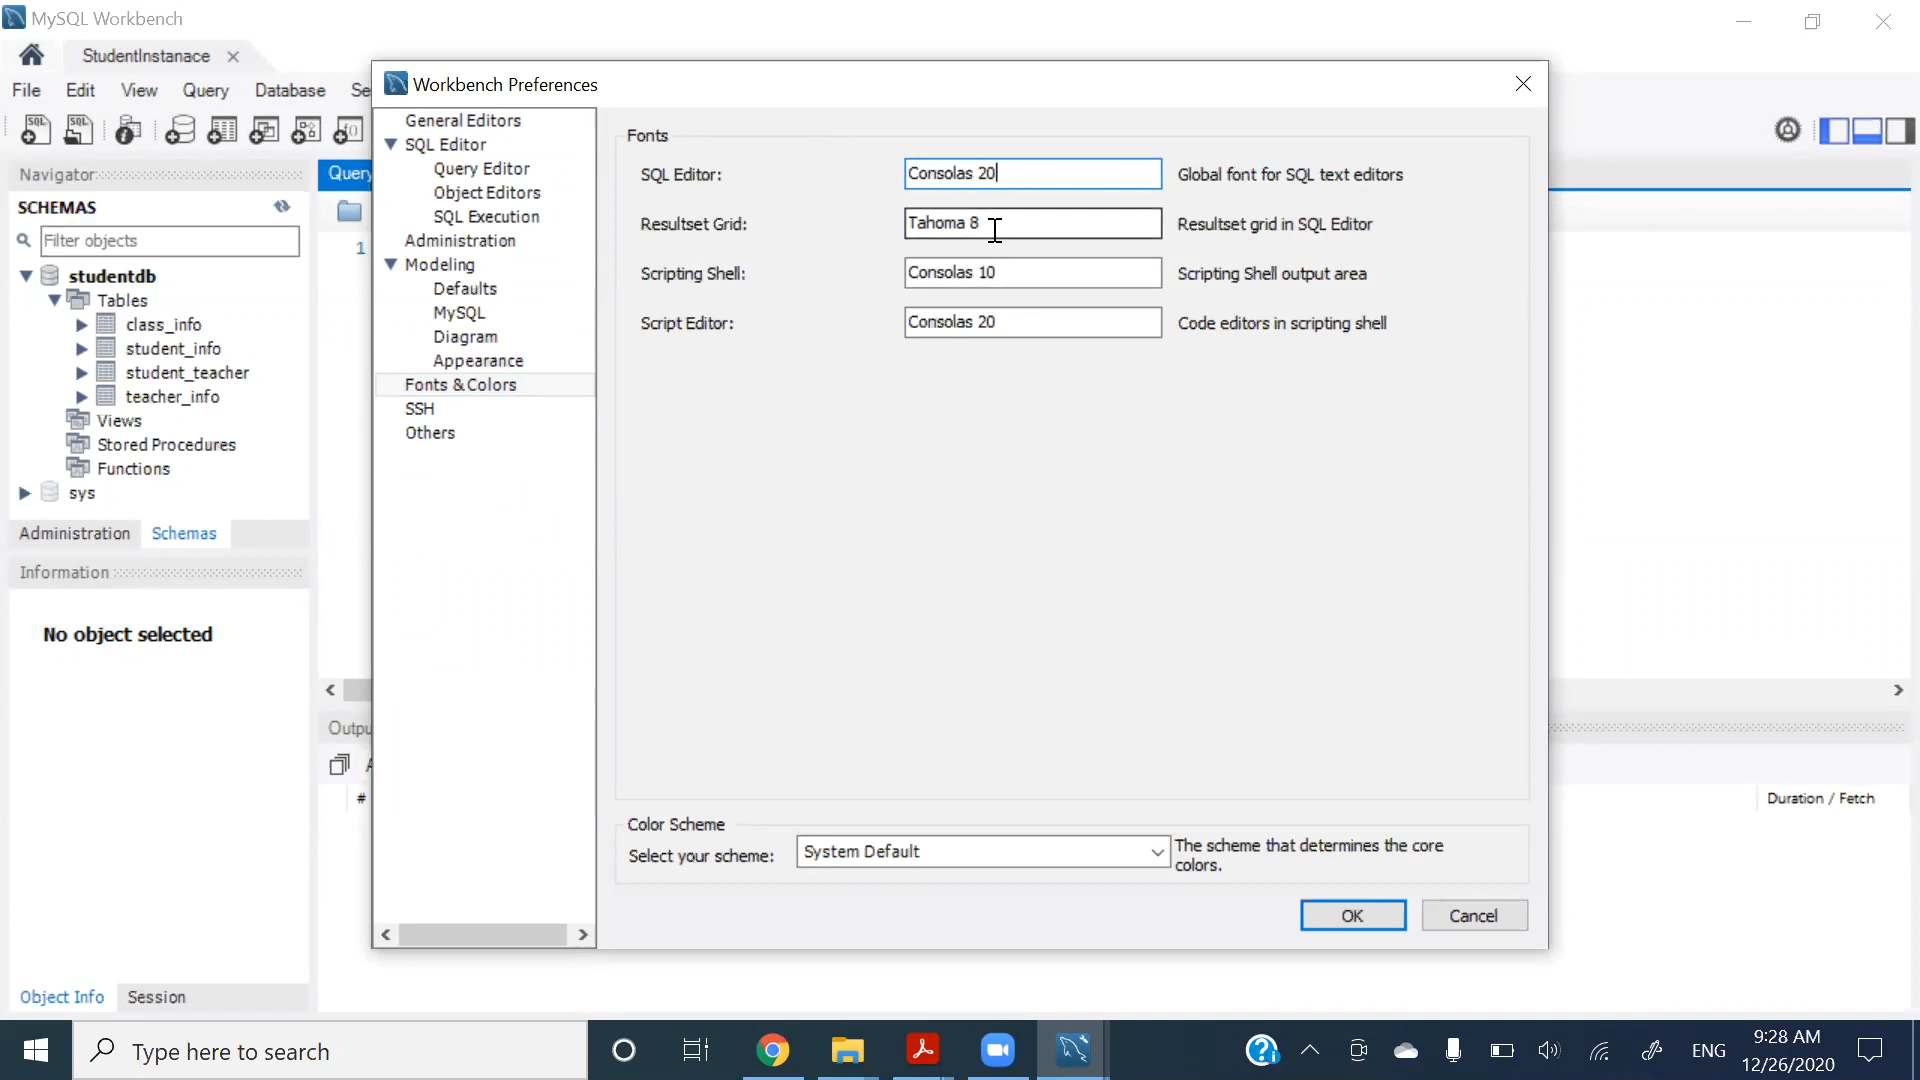 MySQL Workbench
StudentInstanace
File Edit View Query Database Se
SQL SQL
Navigator
SCHEMAS
Filter objects
studentdb
Tables
class_info
student_info
student_teacher
teacher_info
Views
Stored Procedures
Functions
sys
Administration Schemas
Information
No object selected
Object Info Session
Query
1
Outpu
#
Duration / Fetch
Workbench Preferences
General Editors
SQL Editor
Query Editor
Object Editors
SQL Execution
Administration
Modeling
Defaults
MySQL
Diagram
Appearance
Fonts & Colors
SSH
Others
Fonts
SQL Editor: Consolas 20 Global font for SQL text editors
Resultset Grid: Tahoma 8 Resultset grid in SQL Editor
Scripting Shell: Consolas 10 Scripting Shell output area
Script Editor: Consolas 20 Code editors in scripting shell
Color Scheme
Select your scheme: System Default The scheme that determines the core
colors.
OK Cancel
Type here to search
ENG
9:28 AM
12/26/2020